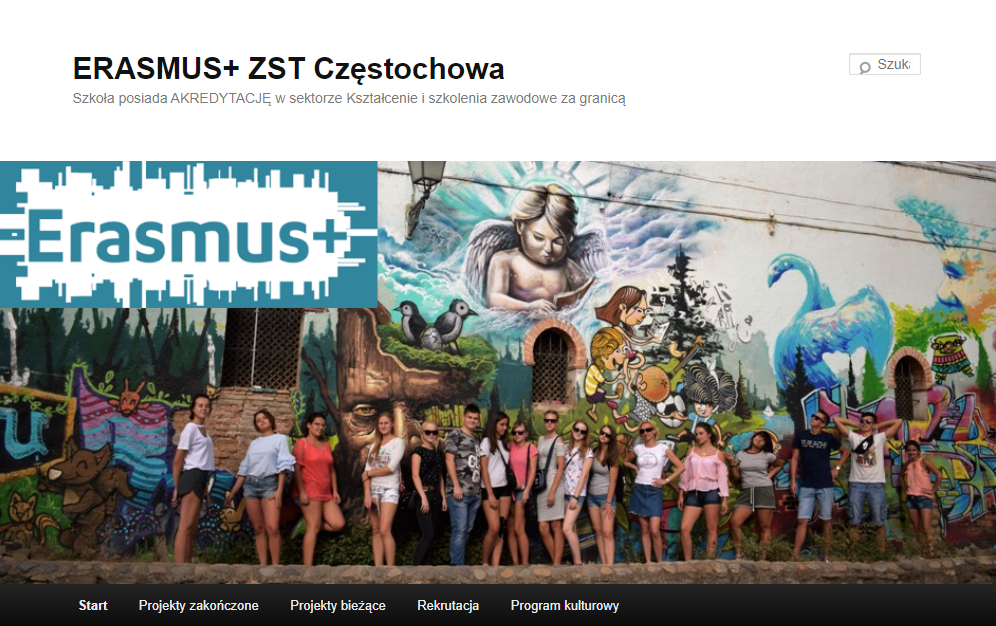 ERASMUS+ ZST Częstochowa
Szkoła posiada AKREDYTACJĘ w sektorze Kształcenie i szkolenia zawodowe za granicą
Szuka
Erasmus+
Start Projekty zakończone Projekty bieżące Rekrutacja Program kulturowy